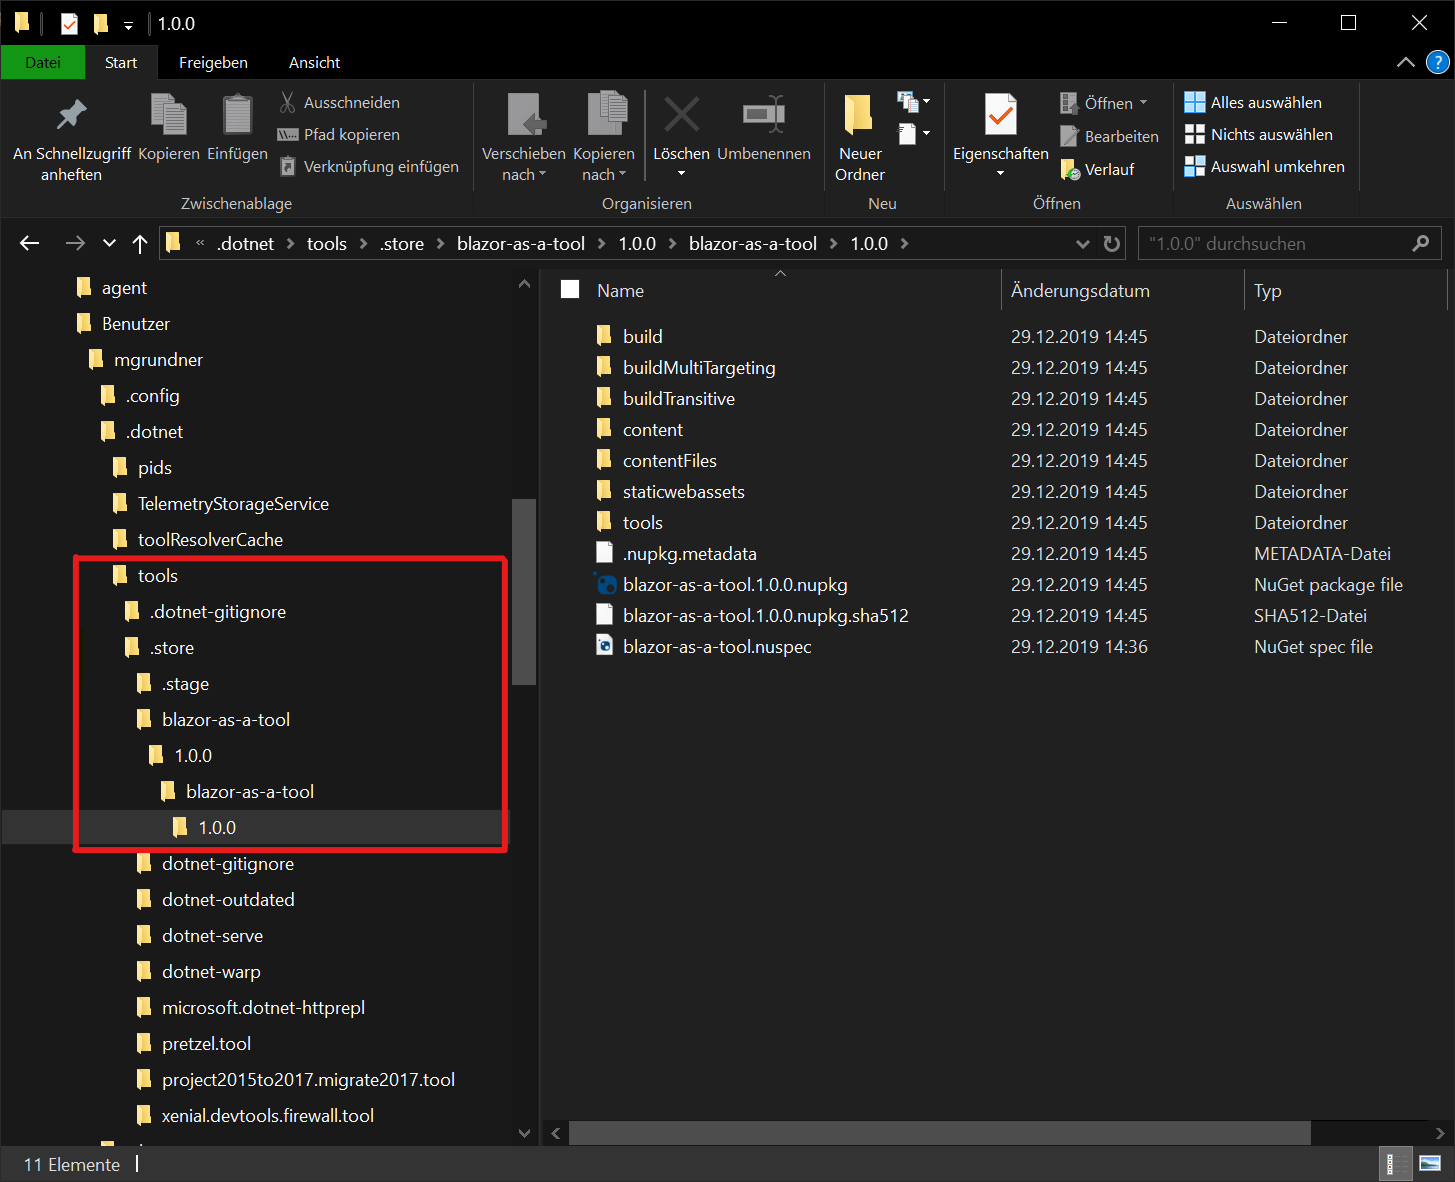 1.0.0
Datei Start Freigeben Ansicht
?
An Schnellzugriff anheften
Kopieren
Einfügen
Ausschneiden
Pfad kopieren
Verknüpfung einfügen
Zwischenablage
Verschieben nach
Kopieren nach
Löschen
Umbenennen
Organisieren
Neuer Ordner
Neu
Eigenschaften
Öffnen
Bearbeiten
Verlauf
Öffnen
Alles auswählen
Nichts auswählen
Auswahl umkehren
Auswählen
« .dotnet > tools > .store > blazor-as-a-tool > 1.0.0 > blazor-as-a-tool > 1.0.0 >
"1.0.0" durchsuchen
agent
Benutzer
mgrundner
.config
.dotnet
pids
TelemetryStorageService
toolResolverCache
tools
.dotnet-gitignore
.store
.stage
blazor-as-a-tool
1.0.0
blazor-as-a-tool
1.0.0
dotnet-gitignore
dotnet-outdated
dotnet-serve
dotnet-warp
microsoft.dotnet-httprepl
pretzel.tool
project2015to2017.migrate2017.tool
xenial.devtools.firewall.tool
Name Änderungsdatum Typ
build 29.12.2019 14:45 Dateiordner
buildMultiTargeting 29.12.2019 14:45 Dateiordner
buildTransitive 29.12.2019 14:45 Dateiordner
content 29.12.2019 14:45 Dateiordner
contentFiles 29.12.2019 14:45 Dateiordner
staticwebassets 29.12.2019 14:45 Dateiordner
tools 29.12.2019 14:45 Dateiordner
.nupkg.metadata 29.12.2019 14:45 METADATA-Datei
blazor-as-a-tool.1.0.0.nupkg 29.12.2019 14:45 NuGet package file
blazor-as-a-tool.1.0.0.nupkg.sha512 29.12.2019 14:45 SHA512-Datei
blazor-as-a-tool.nuspec 29.12.2019 14:36 NuGet spec file
11 Elemente